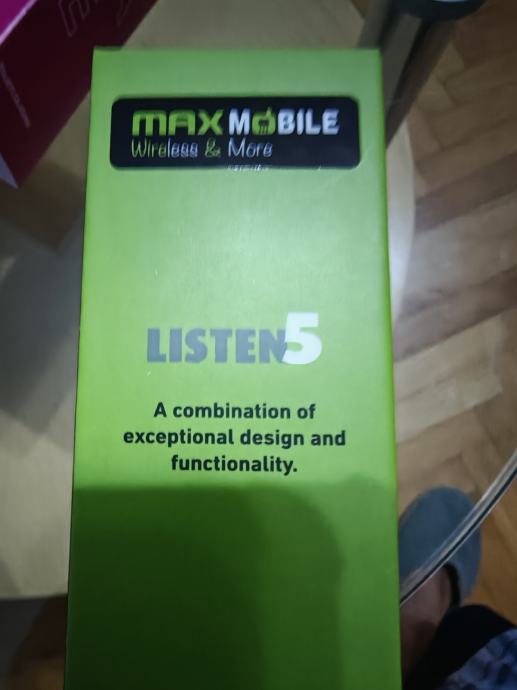 MAX MOBILE
Wireless & More
LISTEN5
A combination of
exceptional design and
functionality.